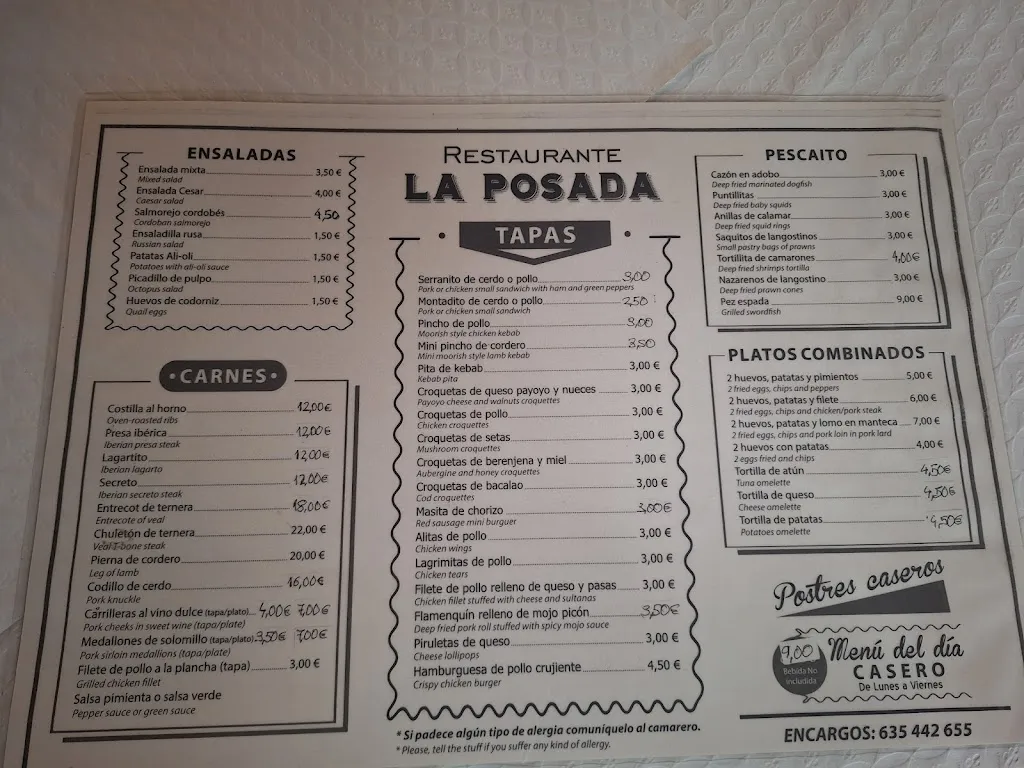 RESTAURANTE
LA POSADA
ENSALADAS
Ensalada mixta 3,50 €
Mixed salad
Ensalada Cesar 4,00 €
Caesar salad
Salmorejo cordobés 4,50
Cordoban salmorejo
Ensaladilla rusa 1,50 €
Russian salad
Patatas Ali-oli 1,50 €
Potatoes with ali-oli sauce
Picadillo de pulpo 1,50 €
Octopus salad
Huevos de codorniz 1,50 €
Quail eggs
•CARNES•
Costilla al horno 12,00€
Oven-roasted ribs
Presa ibérica 12,00€
Iberian presa steak
Lagartito 12,00€
Iberian lagarto
Secreto 12,00€
Iberian secreto steak
Entrecot de ternera 18,00€
Entrecote of veal
Chuletón de ternera 22,00 €
Veal T-bone steak
Pierna de cordero 20,00 €
Leg of lamb
Codillo de cerdo 16,00€
Pork knuckle
Carrilleras al vino dulce (tapa/plato) 4,00€ 7,00€
Pork cheeks in sweet wine (tapa/plate)
Medallones de solomillo (tapa/plato) 3,50€ 7,00€
Pork sirloin medallions (tapa/plate)
Filete de pollo a la plancha (tapa) 3,00 €
Grilled chicken fillet
Salsa pimienta o salsa verde
Pepper sauce or green sauce
• TAPAS •
Serranito de cerdo o pollo 3,00
Pork or chicken small sandwich with ham and green peppers
Montadito de cerdo o pollo 2,50
Pork or chicken small sandwich
Pincho de pollo 3,00
Moorish style chicken kebab
Mini pincho de cordero 3,50
Mini moorish style lamb kebab
Pita de kebab 3,00 €
Kebab pita
Croquetas de queso payoyo y nueces 3,00 €
Payoyo cheese and walnuts croquettes
Croquetas de pollo 3,00 €
Chicken croquettes
Croquetas de setas 3,00 €
Mushroom croquettes
Croquetas de berenjena y miel 3,00 €
Aubergine and honey croquettes
Croquetas de bacalao 3,00 €
Cod croquettes
Masita de chorizo 3,00€
Red sausage mini burguer
Alitas de pollo 3,00 €
Chicken wings
Lagrimitas de pollo 3,00 €
Chicken tears
Filete de pollo relleno de queso y pasas 3,00 €
Chicken fillet stuffed with cheese and sultanas
Flamenquín relleno de mojo picón 3,50€
Deep fried pork roll stuffed with spicy mojo sauce
Piruletas de queso 3,00 €
Cheese lollipops
Hamburguesa de pollo crujiente 4,50 €
Crispy chicken burger
* Si padece algún tipo de alergia comuníquelo al camarero.
* Please, tell the stuff if you suffer any kind of allergy.
PESCAITO
Cazón en adobo 3,00 €
Deep fried marinated dogfish
Puntillitas 3,00 €
Deep fried baby squids
Anillas de calamar 3,00 €
Deep fried squid rings
Saquitos de langostinos 3,00 €
Small pastry bags of prawns
Tortillita de camarones 4,00€
Deep fried shrimps tortilla
Nazarenos de langostino 3,00 €
Deep fried prawn cones
Pez espada 9,00 €
Grilled swordfish
PLATOS COMBINADOS
2 huevos, patatas y pimientos 5,00 €
2 fried eggs, chips and peppers
2 huevos, patatas y filete 6,00 €
2 fried eggs, chips and chicken/pork steak
2 huevos, patatas y lomo en manteca 7,00 €
2 fried eggs, chips and pork loin in pork lard
2 huevos con patatas 4,00 €
2 eggs fried and chips
Tortilla de atún 4,50€
Tuna omelette
Tortilla de queso 4,50€
Cheese omelette
Tortilla de patatas 4,50€
Potatoes omelette
Postres caseros
9,00
Bebida No
includida
Menú del día
CASERO
De Lunes a Viernes
ENCARGOS: 635 442 655